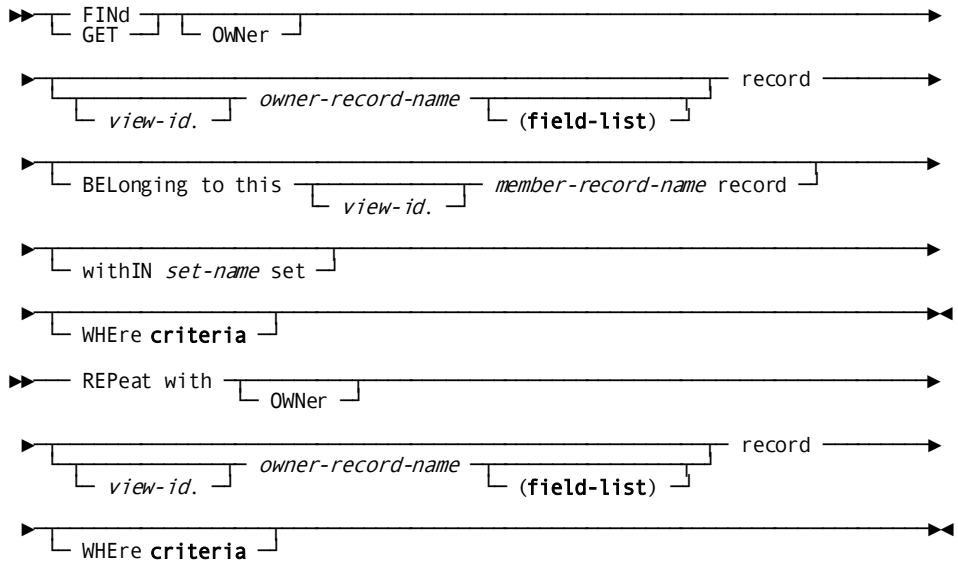 FINd
GET OWNer
record
owner-record-name
view-id. (field-list)
BELonging to this member-record-name record
view-id.
withIN set-name set
WHEre criteria
REPeat with
OWNer
record
owner-record-name
view-id. (field-list)
WHEre criteria